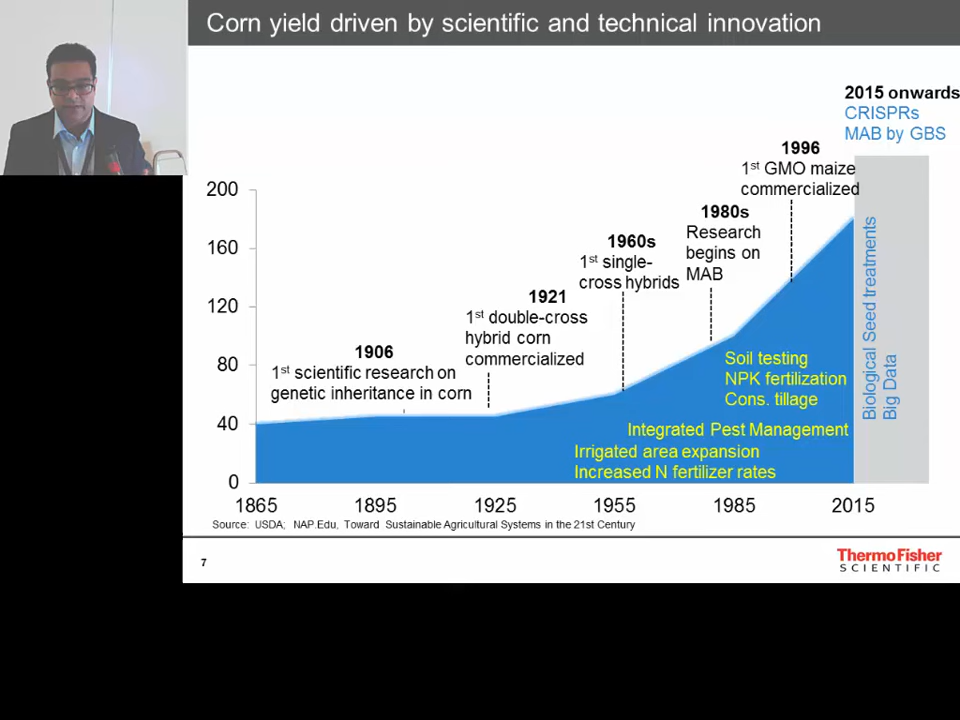 Corn yield driven by scientific and technical innovation
2015 onwards
CRISPRs
MAB by GBS
1996
1st GMO maize
commercialized
1980s
Research
begins on
MAB
1960s
1st single-
cross hybrids
1921
1st double-cross
hybrid corn
commercialized
1906
1st scientific research on
genetic inheritance in corn
200
160
120
80
40
0
Soil testing
NPK fertilization
Cons. tillage
Integrated Pest Management
Irrigated area expansion
Increased N fertilizer rates
Biological Seed treatments
Big Data
1865 1895 1925 1955 1985 2015
Source: USDA; NAP.Edu, Toward Sustainable Agricultural Systems in the 21st Century
7
ThermoFisher
SCIENTIFIC